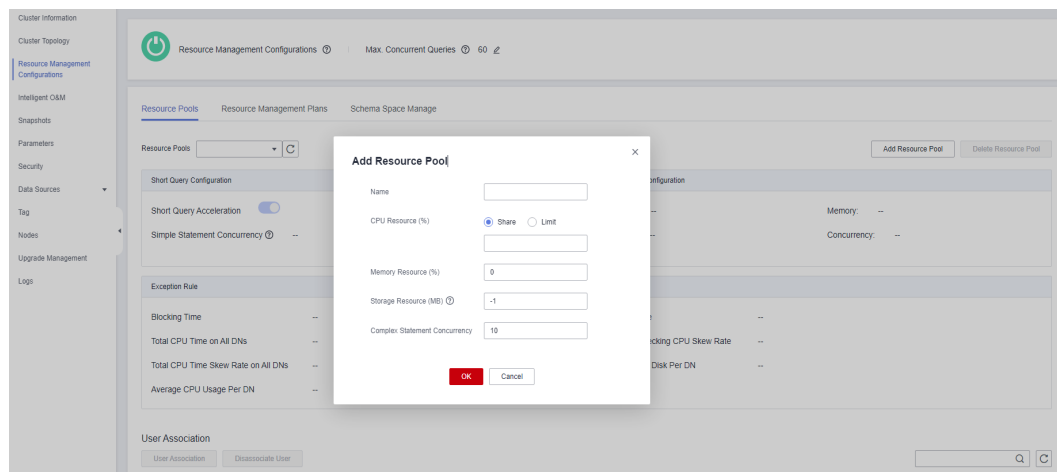 Cluster Information
Cluster Topology
Resource Management
Configurations
Intelligent O&M
Snapshots
Parameters
Security
Data Sources
Tag
Nodes
Upgrade Management
Logs
Resource Management Configurations
Max. Concurrent Queries 60
Resource Pools Resource Management Plans Schema Space Manage
Resource Pools
Add Resource Pool Delete Resource Pool
Short Query Configuration
onfiguration
Short Query Acceleration
-- Memory: --
Simple Statement Concurrency --
-- Concurrency: --
Exception Rule
Blocking Time --
--
Total CPU Time on All DNs --
ecking CPU Skew Rate --
Total CPU Time Skew Rate on All DNs --
Disk Per DN --
Average CPU Usage Per DN --
Add Resource Pool
Name
CPU Resource (%) Share Limit
Memory Resource (%) 0
Storage Resource (MB) -1
Complex Statement Concurrency 10
OK Cancel
User Association
User Association Disassociate User